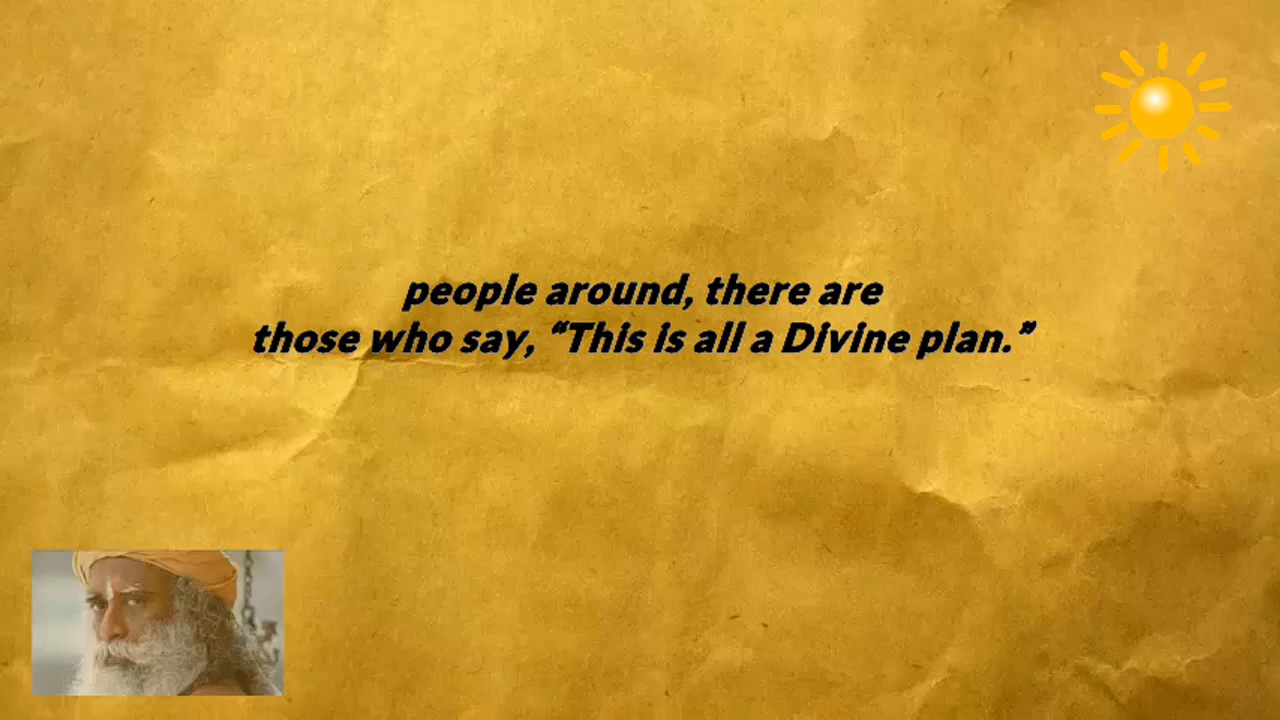 people around, there are
those who say, “This is all a Divine plan.”